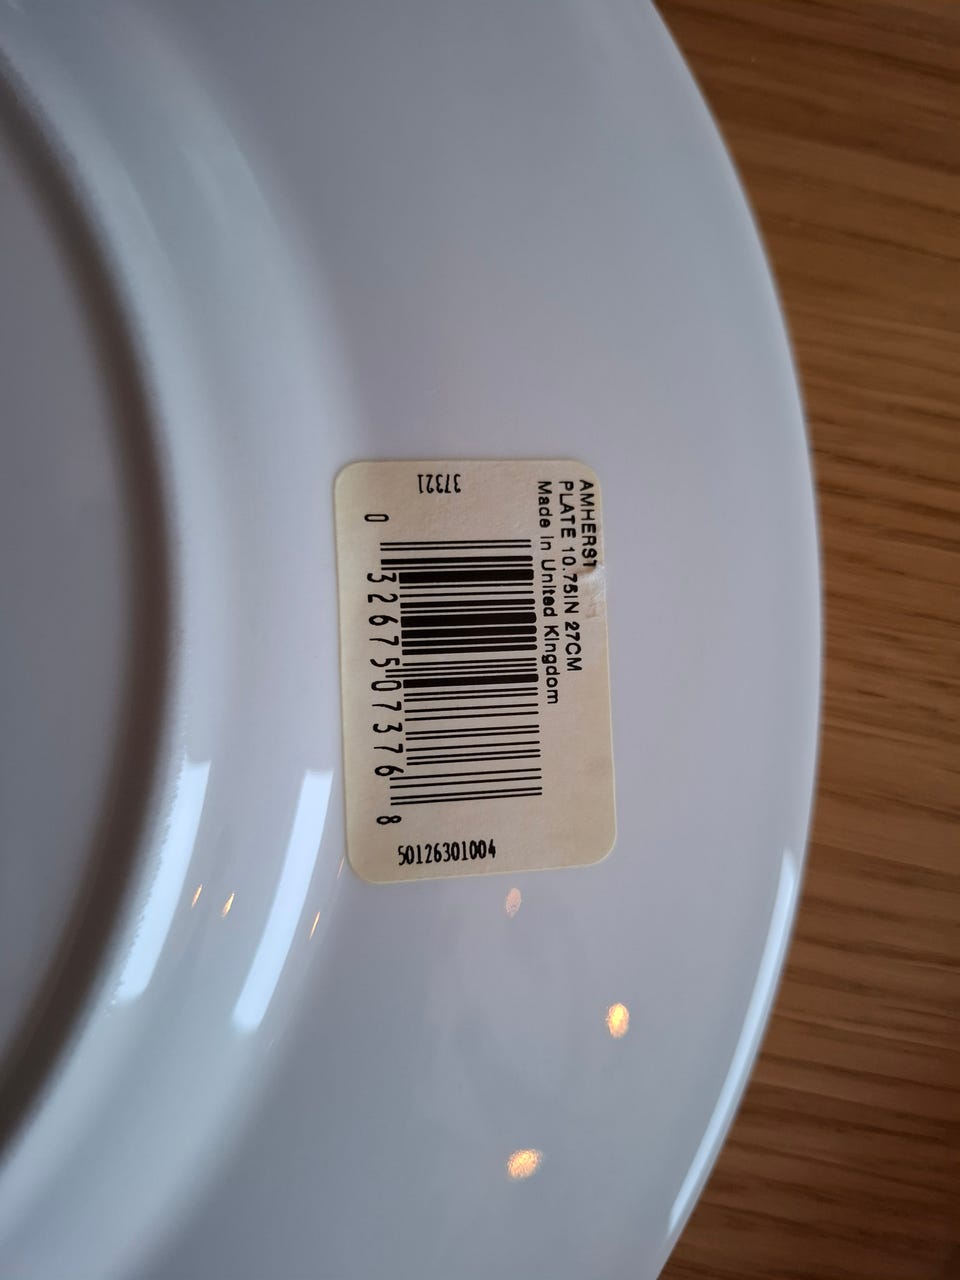 AMHERST
PLATE 10.75IN 27CM
Made in United Kingdom
0 32675 07376 8
37321
50126301004